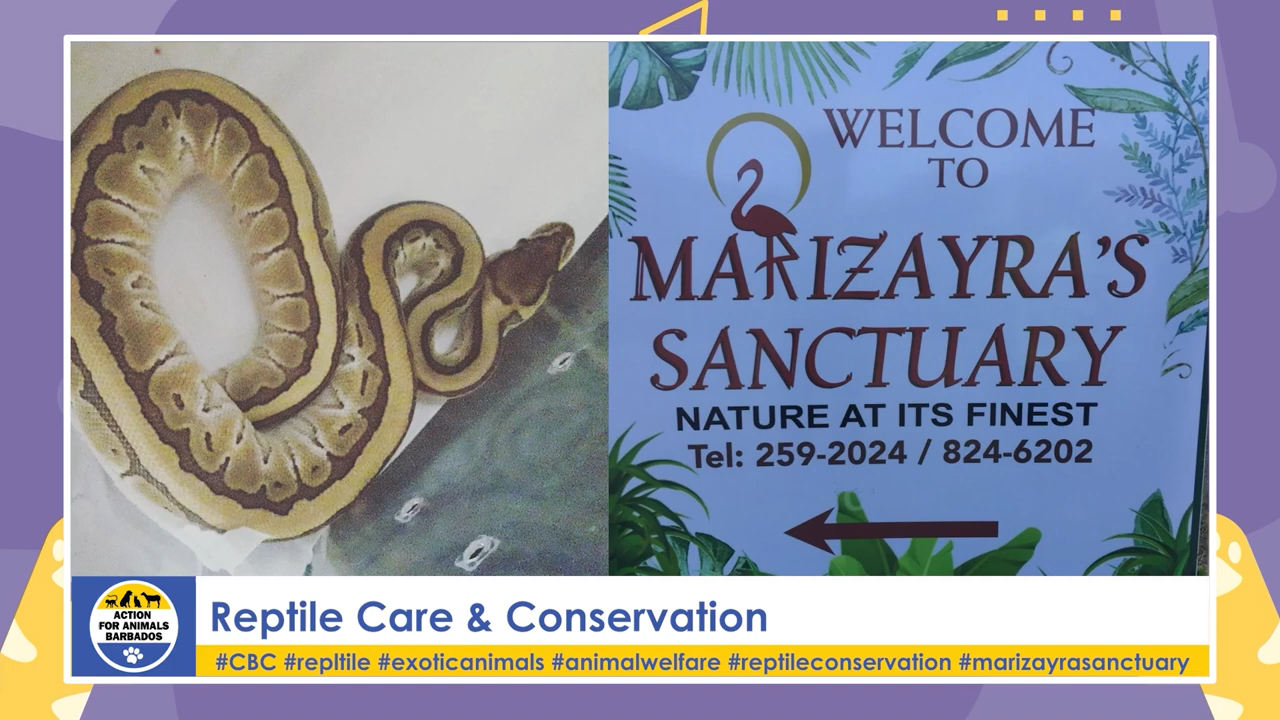 WELCOME
TO
MARIZAYRA'S
SANCTUARY
NATURE AT ITS FINEST
Tel: 259-2024 / 824-6202
ACTION
FOR ANIMALS
BARBADOS
Reptile Care & Conservation
#CBC #repltile #exoticanimals #animalwelfare #reptileconservation #marizayrasanctuary